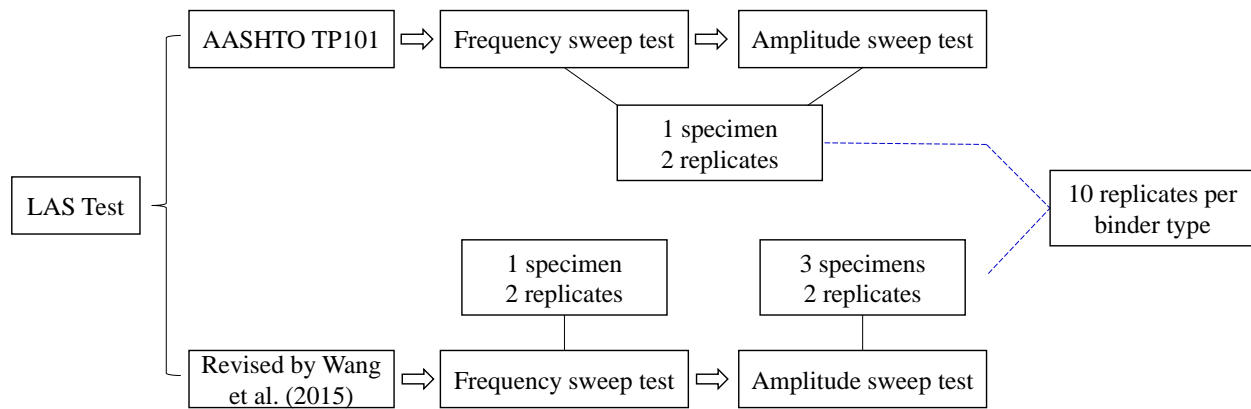 LAS Test
AASHTO TP101
Frequency sweep test
Amplitude sweep test
1 specimen
2 replicates
10 replicates per
binder type
1 specimen
2 replicates
3 specimens
2 replicates
Revised by Wang
et al. (2015)
Frequency sweep test
Amplitude sweep test